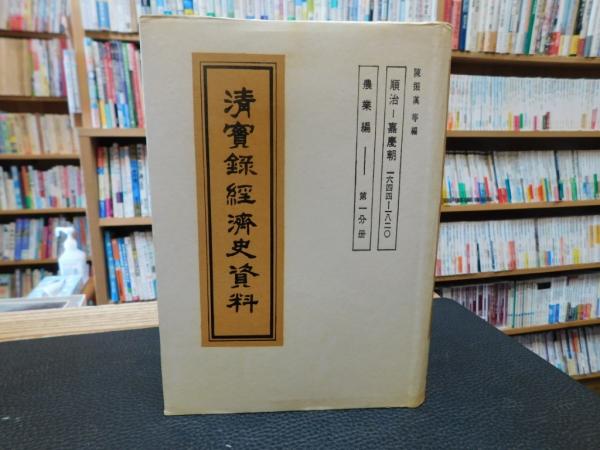 陳振漢 等編
順治—嘉慶朝 一六四四—一八二〇
農業編—— 第一分册
清實錄經濟史資料